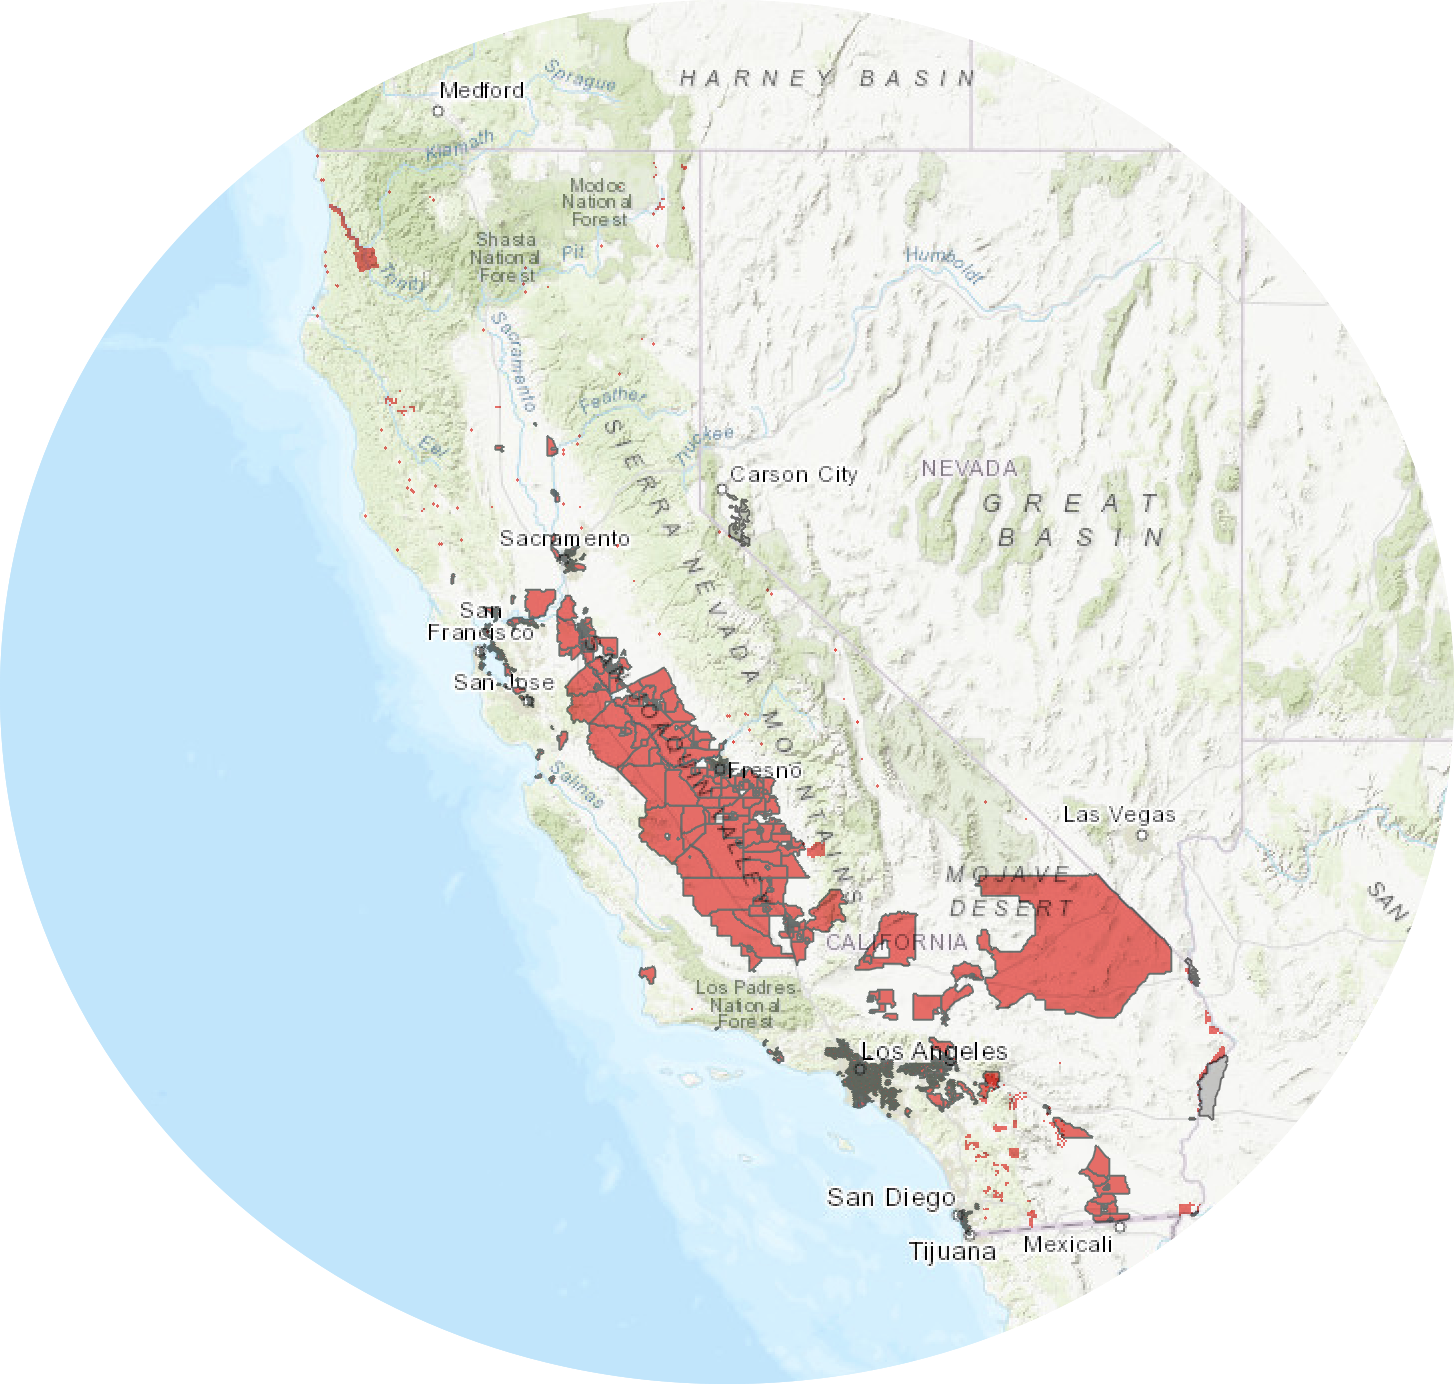 Medford
Sprague
HARNEY BASIN
Klamath
Modoc
National
Forest
Shasta
National
Forest
Pit
Humboldt
Sacramento
Feather
Truckee
Eel
SIERRA NEVADA
Carson City
NEVADA
GREAT
BASIN
Sacramento
San
Francisco
San Jose
SAN JOAQUIN VALLEY
MOUNTAINS
Fresno
Salinas
Las Vegas
MOJAVE
DESERT
SAN
CALIFORNIA
Los Padres
National
Forest
Los Angeles
San Diego
Tijuana
Mexicali